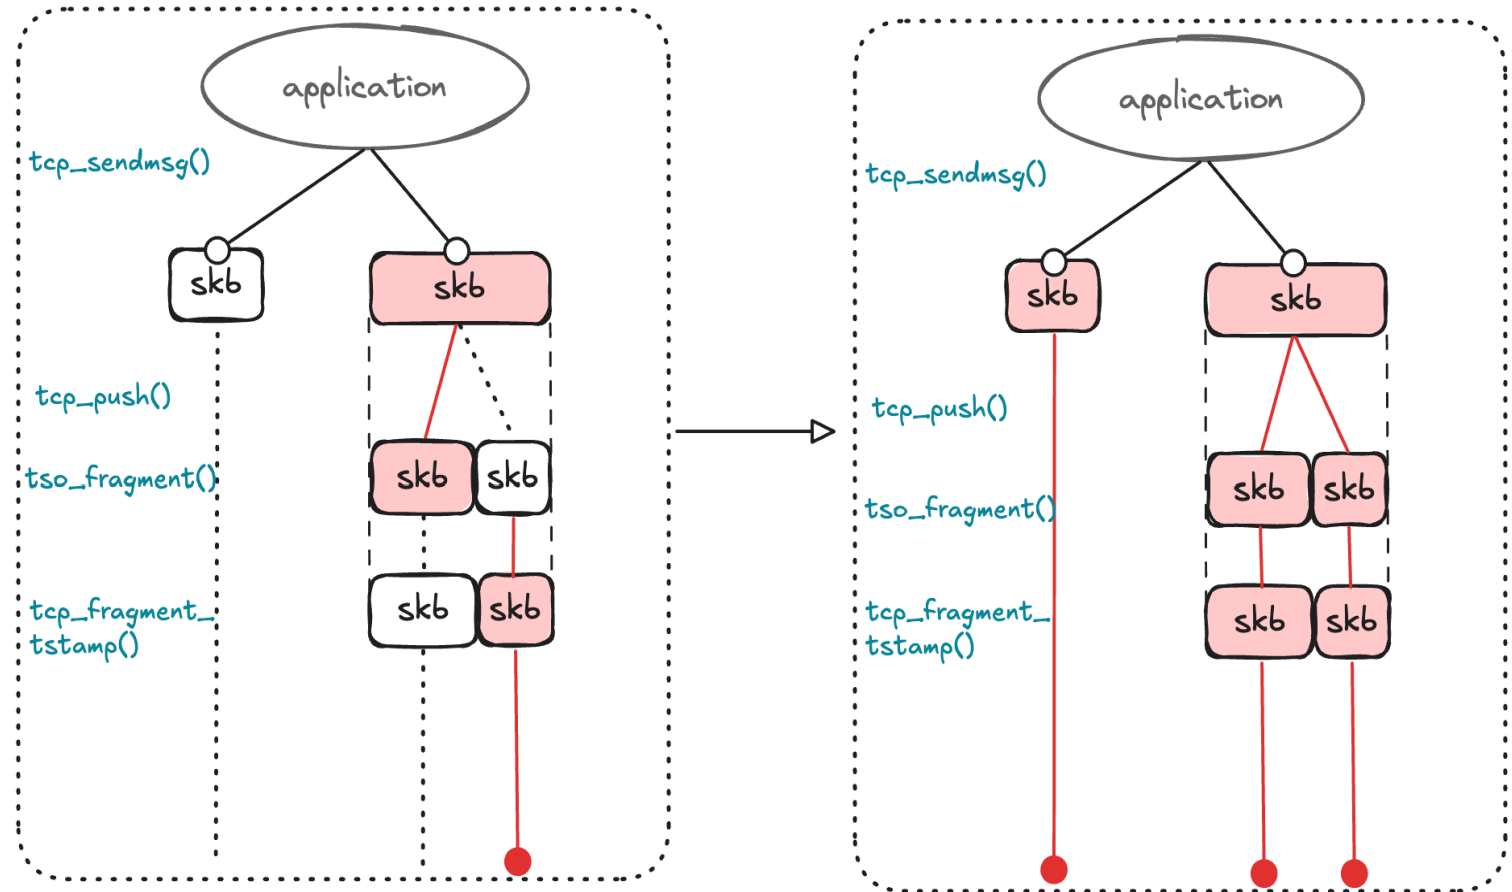 application
tcp_sendmsg()
skb
skb
tcp_push()
tso_fragment()
skb
skb
tcp_fragment_
tstamp()
skb
skb
application
tcp_sendmsg()
skb
skb
tcp_push()
tso_fragment()
skb
skb
tcp_fragment_
tstamp()
skb
skb